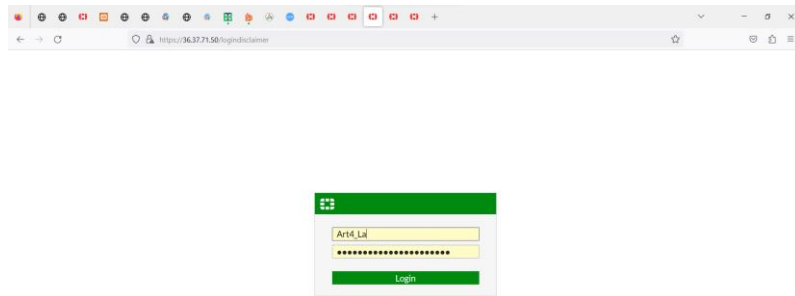 https://36.37.71.50/logindisclaimer
Art4_La
••••••••••••••••••••••
Login